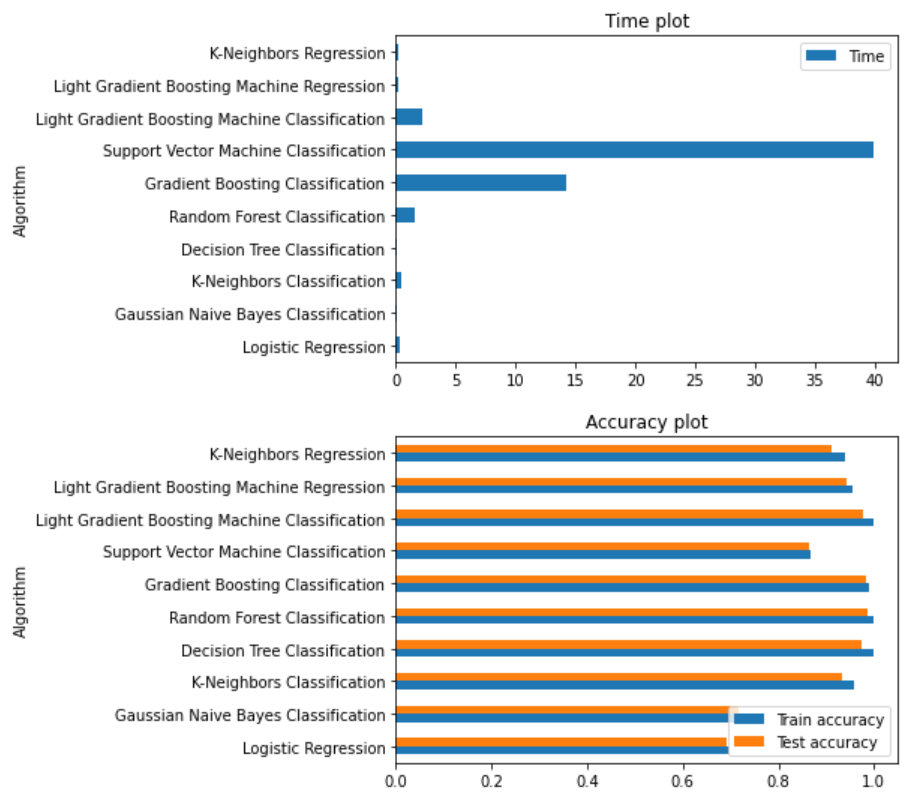 Time plot
Time
K-Neighbors Regression
Light Gradient Boosting Machine Regression
Light Gradient Boosting Machine Classification
Support Vector Machine Classification
Gradient Boosting Classification
Random Forest Classification
Decision Tree Classification
K-Neighbors Classification
Gaussian Naive Bayes Classification
Logistic Regression
Algorithm
0 5 10 15 20 25 30 35 40
Accuracy plot
K-Neighbors Regression
Light Gradient Boosting Machine Regression
Light Gradient Boosting Machine Classification
Support Vector Machine Classification
Gradient Boosting Classification
Random Forest Classification
Decision Tree Classification
K-Neighbors Classification
Gaussian Naive Bayes Classification
Logistic Regression
Algorithm
Train accuracy
Test accuracy
0.0 0.2 0.4 0.6 0.8 1.0